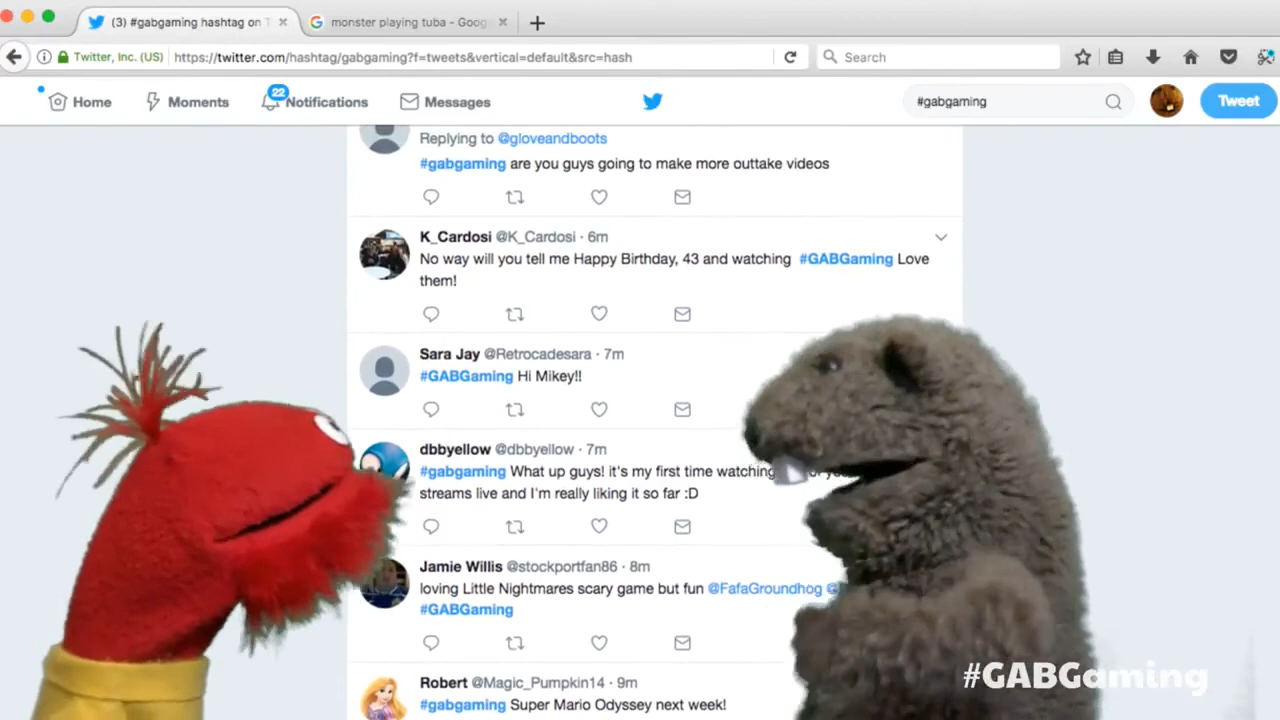 (3) #gabgaming hashtag on T
monster playing tuba - Goog
Twitter, Inc. (US)
https://twitter.com/hashtag/gabgaming?f=tweets&vertical=default&src=hash
Search
Home
Moments
22
Notifications
Messages
#gabgaming
Tweet
Replying to @gloveandboots
#gabgaming are you guys going to make more outtake videos
K_Cardosi @K_Cardosi · 6m
No way will you tell me Happy Birthday, 43 and watching #GABGaming Love
them!
Sara Jay @Retrocadesara · 7m
#GABGaming Hi Mikey!!
dbbyellow @dbbyellow · 7m
#gabgaming What up guys! it's my first time watching
streams live and I'm really liking it so far :D
Jamie Willis @stockportfan86 · 8m
loving Little Nightmares scary game but fun @FafaGroundhog @
#GABGaming
Robert @Magic_Pumpkin14 · 9m
#gabgaming Super Mario Odyssey next week!
#GABGaming